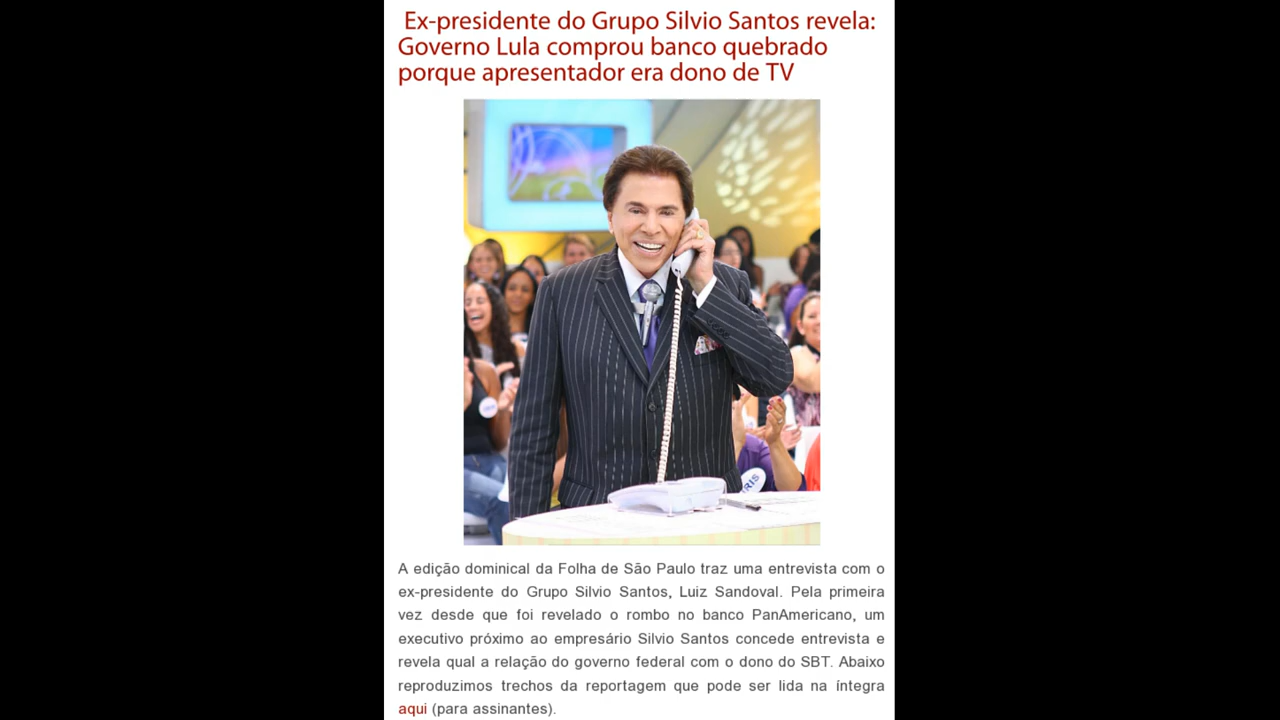 Ex-presidente do Grupo Silvio Santos revela:
Governo Lula comprou banco quebrado
porque apresentador era dono de TV
RIS
A edição dominical da Folha de São Paulo traz uma entrevista com o
ex-presidente do Grupo Silvio Santos, Luiz Sandoval. Pela primeira
vez desde que foi revelado o rombo no banco PanAmericano, um
executivo próximo ao empresário Silvio Santos concede entrevista e
revela qual a relação do governo federal com o dono do SBT. Abaixo
reproduzimos trechos da reportagem que pode ser lida na íntegra
aqui (para assinantes).